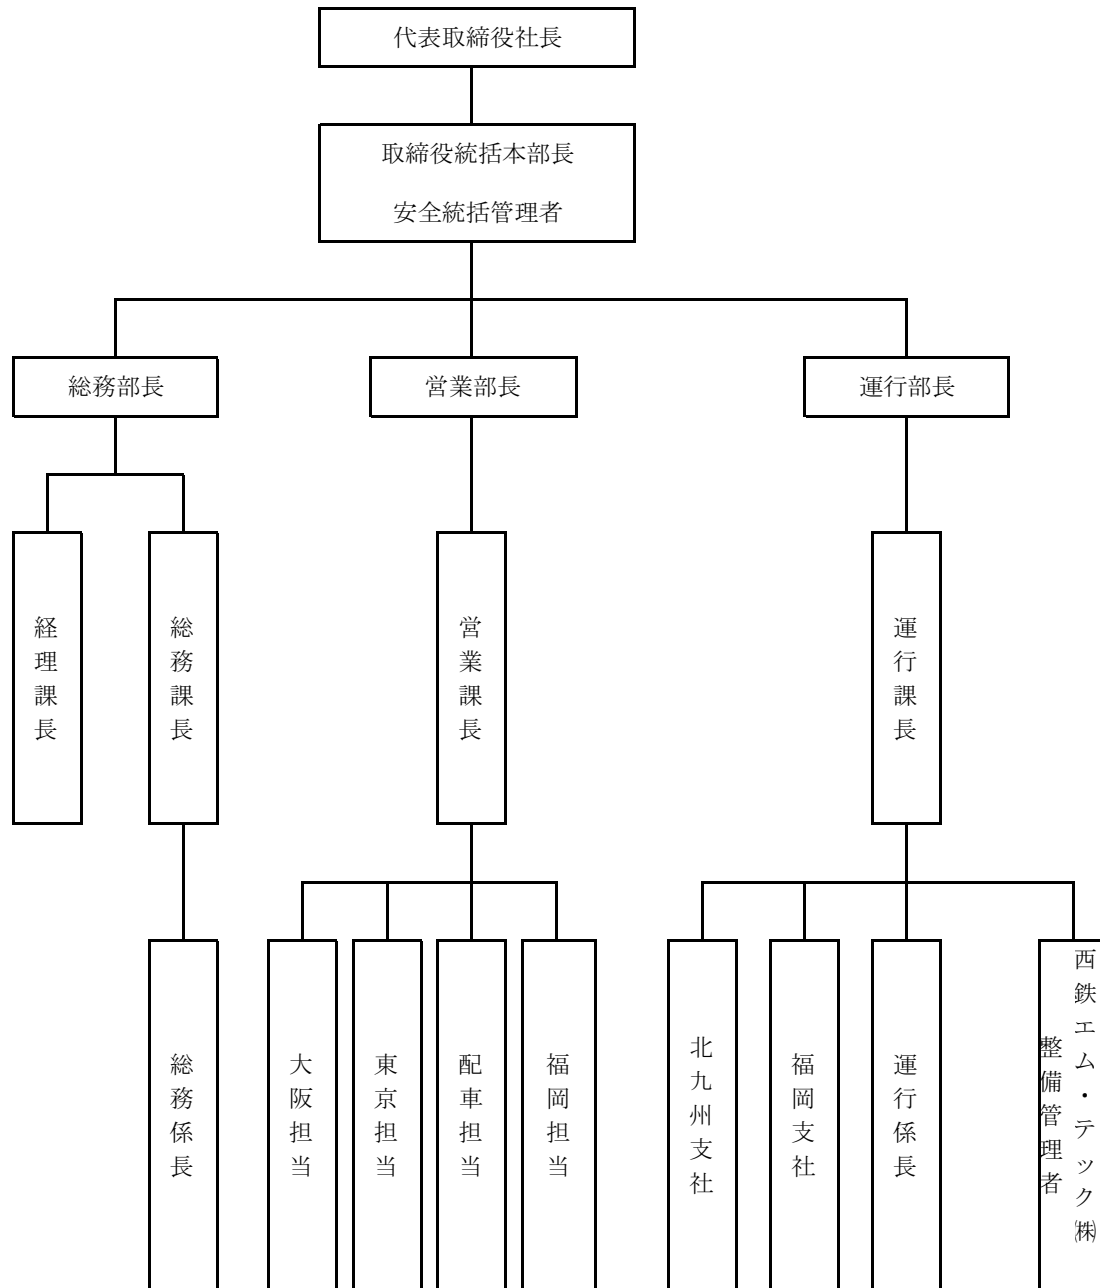 代表取締役社長
取締役統括本部長
安全統括管理者
総務部長
営業部長
運行部長
経理課長
総務課長
営業課長
運行課長
総務係長
大阪担当
東京担当
配車担当
福岡担当
北九州支社
福岡支社
運行係長
西鉄エム・テック㈱
整備管理者